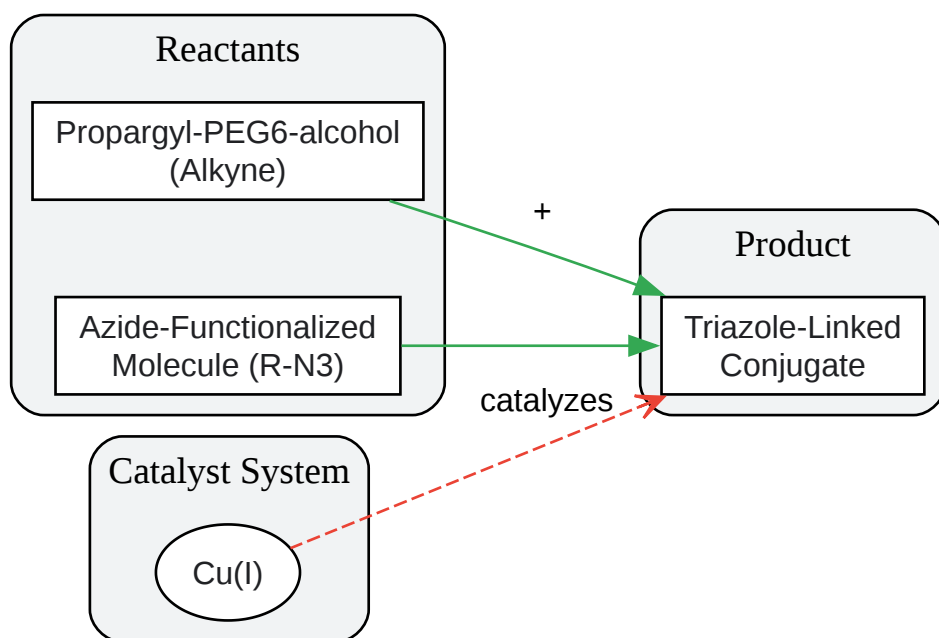 Reactants
Propargyl-PEG6-alcohol
(Alkyne)
+
Product
Azide-Functionalized
Molecule (R-N3)
Triazole-Linked
Conjugate
catalyzes
Catalyst System
Cu(I)